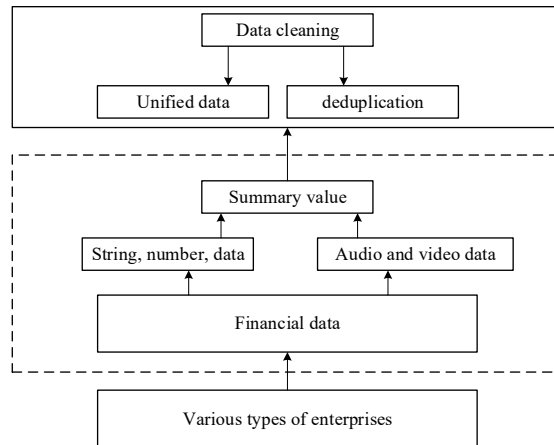 Data cleaning
Unified data
deduplication
Summary value
String, number, data
Audio and video data
Financial data
Various types of enterprises